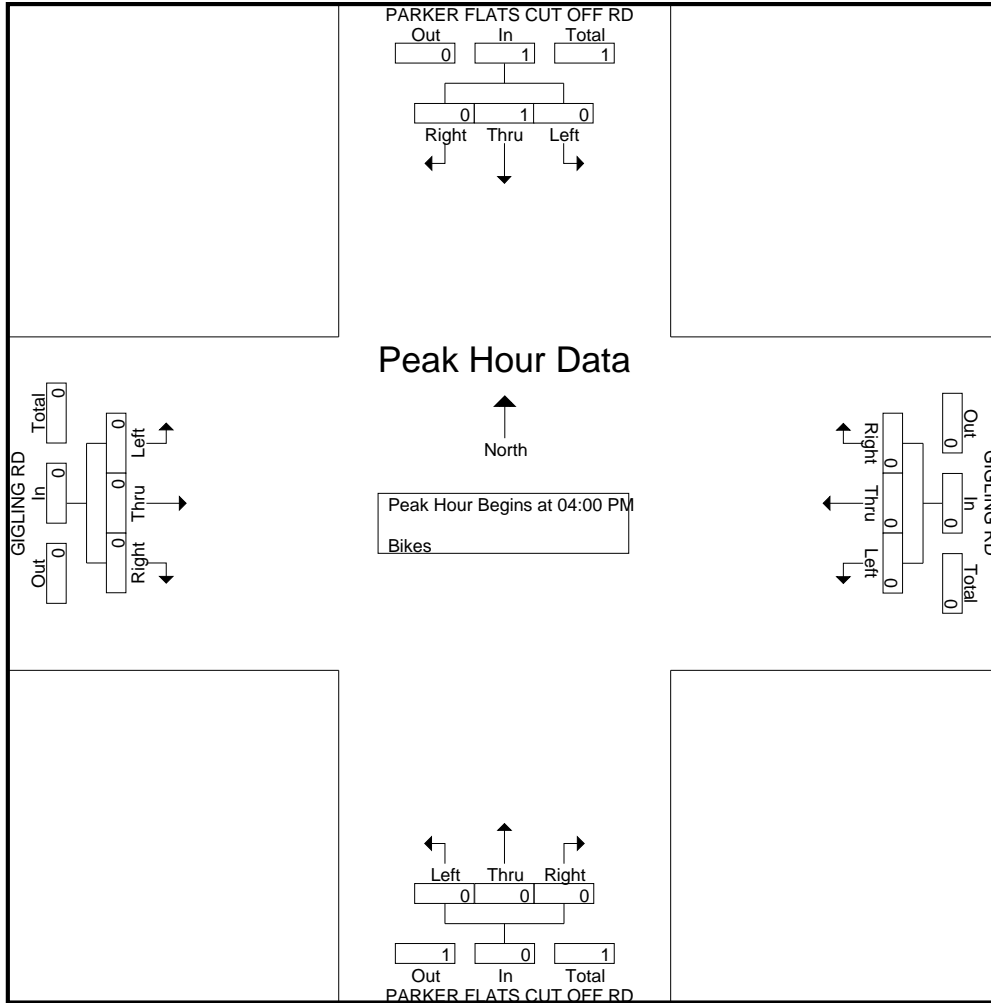 PARKER FLATS CUT OFF RD
Out In Total
0 1 1
0 1 0
Right Thru Left
Peak Hour Data
North
Peak Hour Begins at 04:00 PM
Bikes
GIGLING RD
Out In Total
0 0 0
Right Thru Left
0 0 0
GIGLING RD
Total In Out
0 0 0
Left Thru Right
0 0 0
Left Thru Right
0 0 0
1 0 1
Out In Total
PARKER FLATS CUT OFF RD